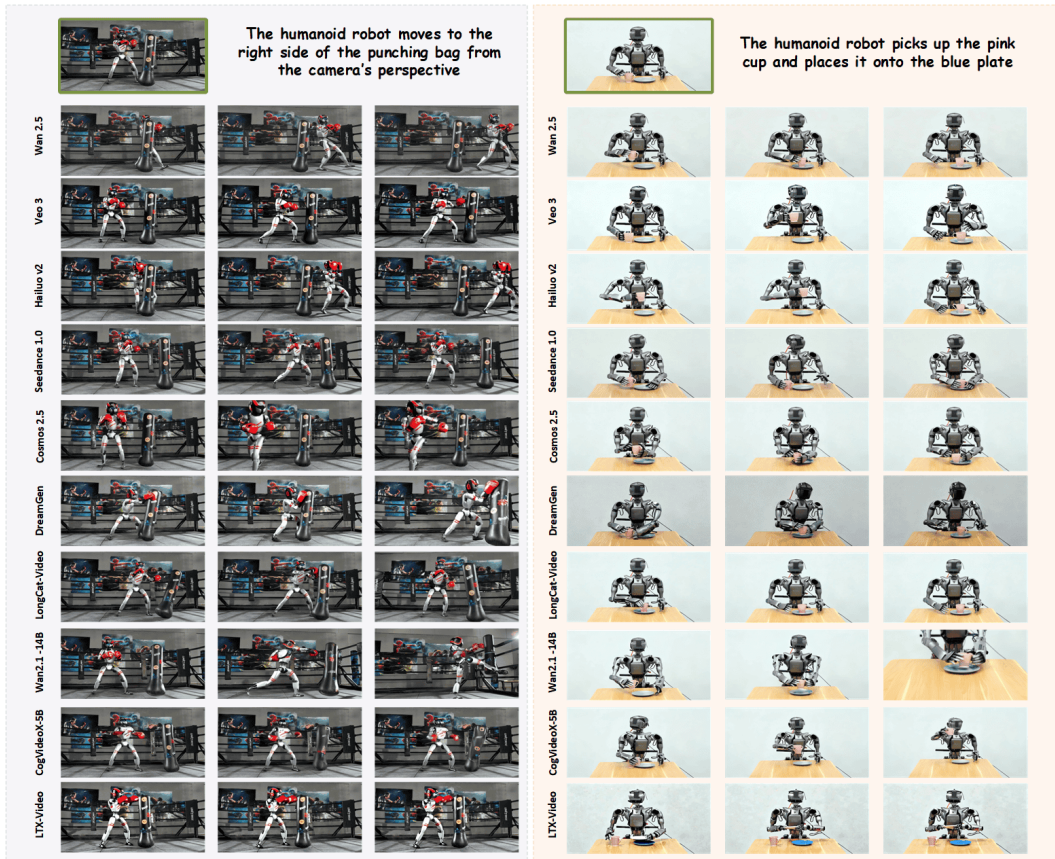 The humanoid robot moves to the
right side of the punching bag from
the camera's perspective
Wan 2.5
Veo 3
Hailuo v2
Seedance 1.0
Cosmos 2.5
DreamGen
LongCat-Video
Wan2.1 -14B
CogVideoX-5B
LTX-Video
The humanoid robot picks up the pink
cup and places it onto the blue plate
Wan 2.5
Veo 3
Hailuo v2
Seedance 1.0
Cosmos 2.5
DreamGen
LongCat-Video
Wan2.1 -14B
CogVideoX-5B
LTX-Video